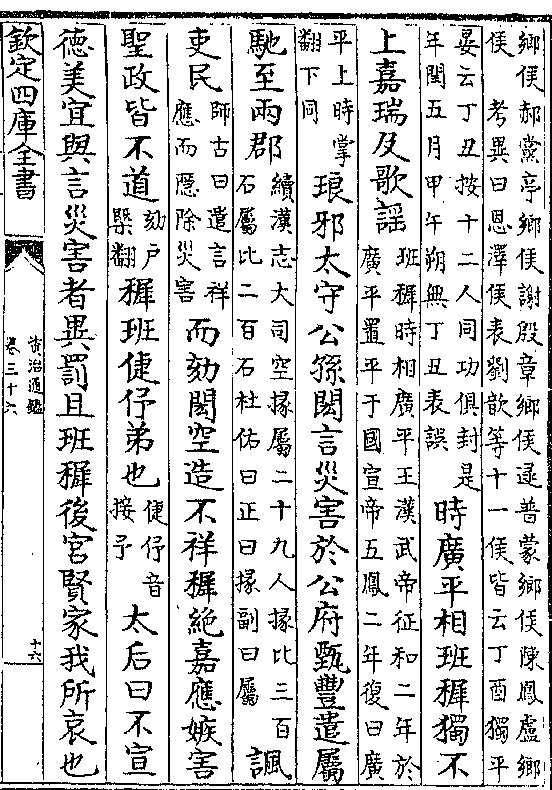 鄉侯郝黨亭鄉侯謝殷章鄉侯逯普蒙鄉侯陳鳳盧鄉
侯　考異曰恩澤侯表劉歆等十一侯皆云丁酉獨平
晏云丁丑按十二人同功俱封是
年閏五月甲午朔無丁丑表誤
時廣平相班穉獨不
上嘉瑞及歌謡
班穉時相廣平王漢武帝征和二年於
廣平置平于國宣帝五鳳二年復曰廣
平上時掌
翻下同
琅邪太守公孫閎言災害於公府甄豐遣屬
馳至兩郡
續漢志大司空掾屬二十九人掾比三百
石屬比二百石杜佑曰正曰掾副曰屬
諷
吏民
師古曰遣言祥
應而隱除災害
而劾閎空造不祥穉絶嘉應嫉害
聖政皆不道
劾户
槩翻
穉班倢伃弟也
倢伃音
接予
太后曰不宣
德美宜與言災害者異罰且班穉後宮賢家我所哀也
欽定四庫全書
資治通鑑
卷三十六
十六